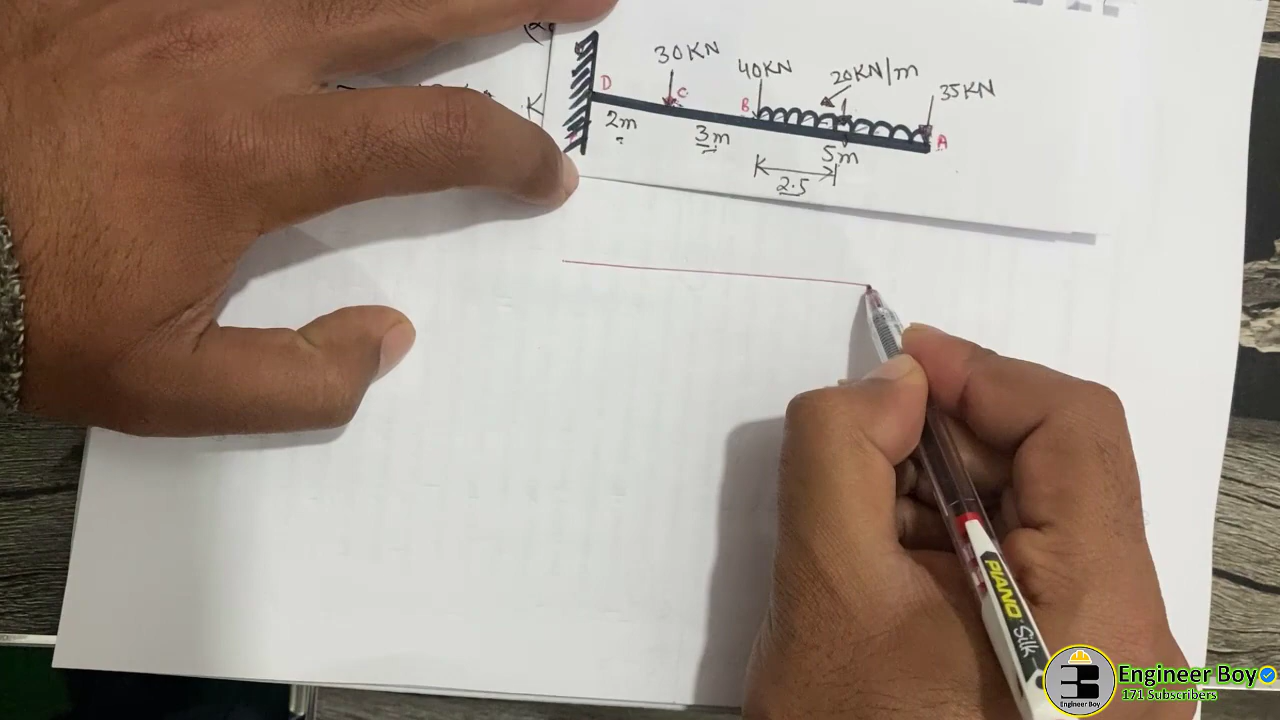 30KN
40KN
20KN/m
35KN
D
C
B
A
2m
3m
5m
2.5
K
PIANO Silk
Engineer Boy
171 Subscribers
Engineer Boy